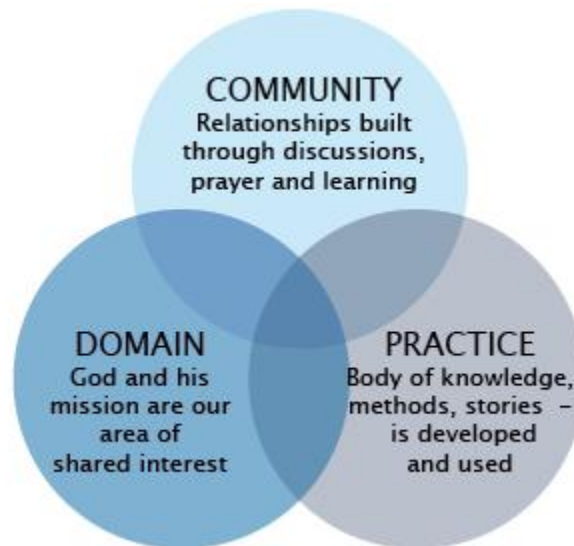 COMMUNITY
Relationships built
through discussions,
prayer and learning
DOMAIN
God and his
mission are our
area of
shared interest
PRACTICE
Body of knowledge,
methods, stories –
is developed
and used